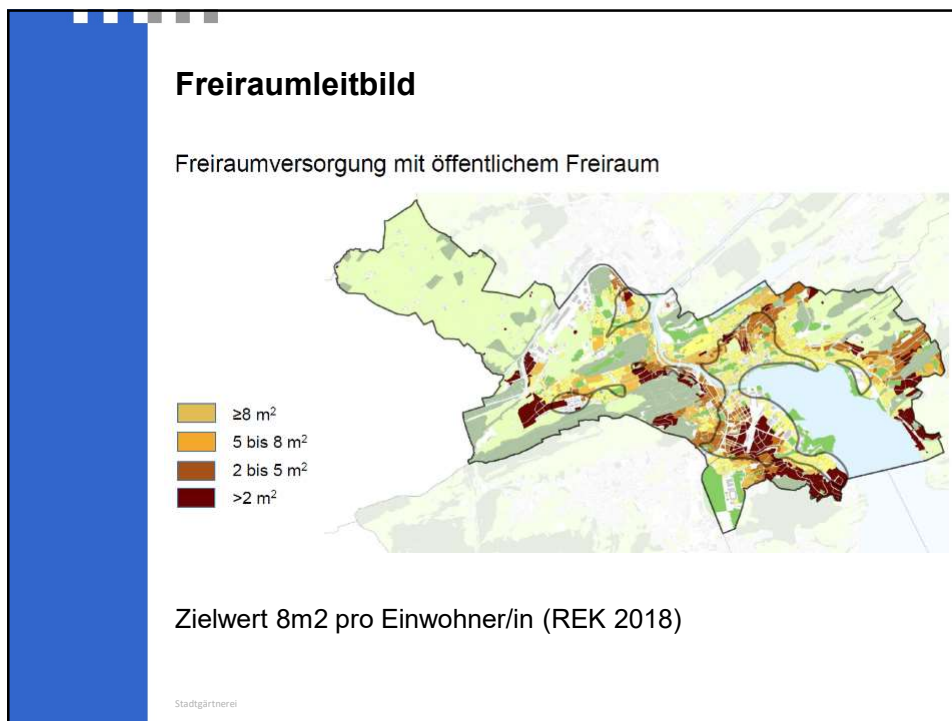 Freiraumleitbild
Freiraumversorgung mit öffentlichem Freiraum
≥8 m²
5 bis 8 m²
2 bis 5 m²
>2 m²
Zielwert 8m2 pro Einwohner/in (REK 2018)
Stadtgärtnerei